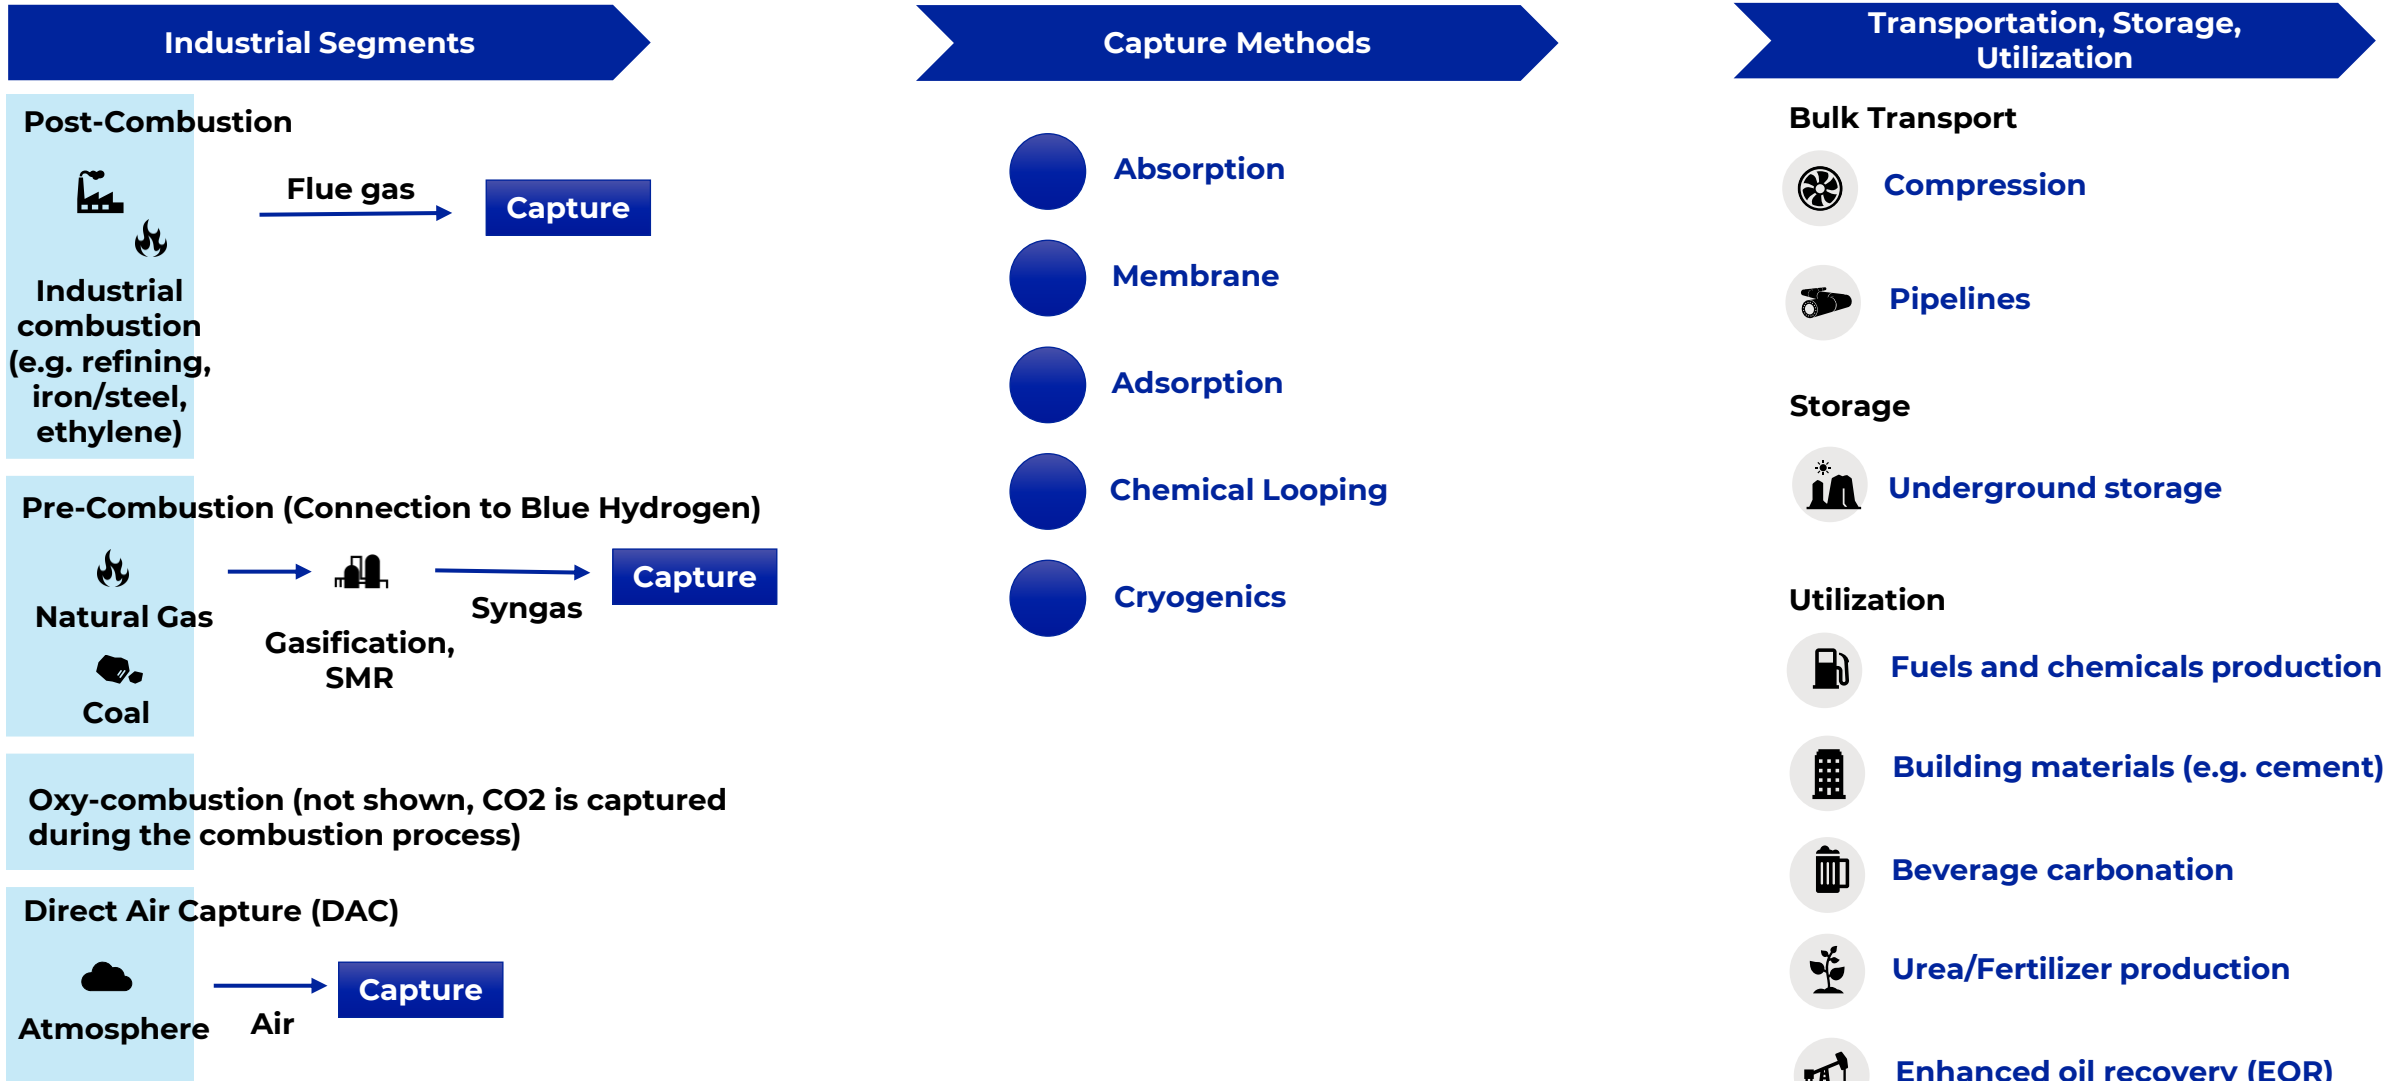 Industrial Segments
Post-Combustion
Flue gas
Capture
Industrial
combustion
(e.g. refining,
iron/steel,
ethylene)
Pre-Combustion (Connection to Blue Hydrogen)
Natural Gas
Coal
Gasification,
SMR
Syngas
Capture
Oxy-combustion (not shown, CO2 is captured
during the combustion process)
Direct Air Capture (DAC)
Atmosphere
Air
Capture
Capture Methods
Absorption
Membrane
Adsorption
Chemical Looping
Cryogenics
Transportation, Storage,
Utilization
Bulk Transport
Compression
Pipelines
Storage
Underground storage
Utilization
Fuels and chemicals production
Building materials (e.g. cement)
Beverage carbonation
Urea/Fertilizer production
Enhanced oil recovery (EOR)